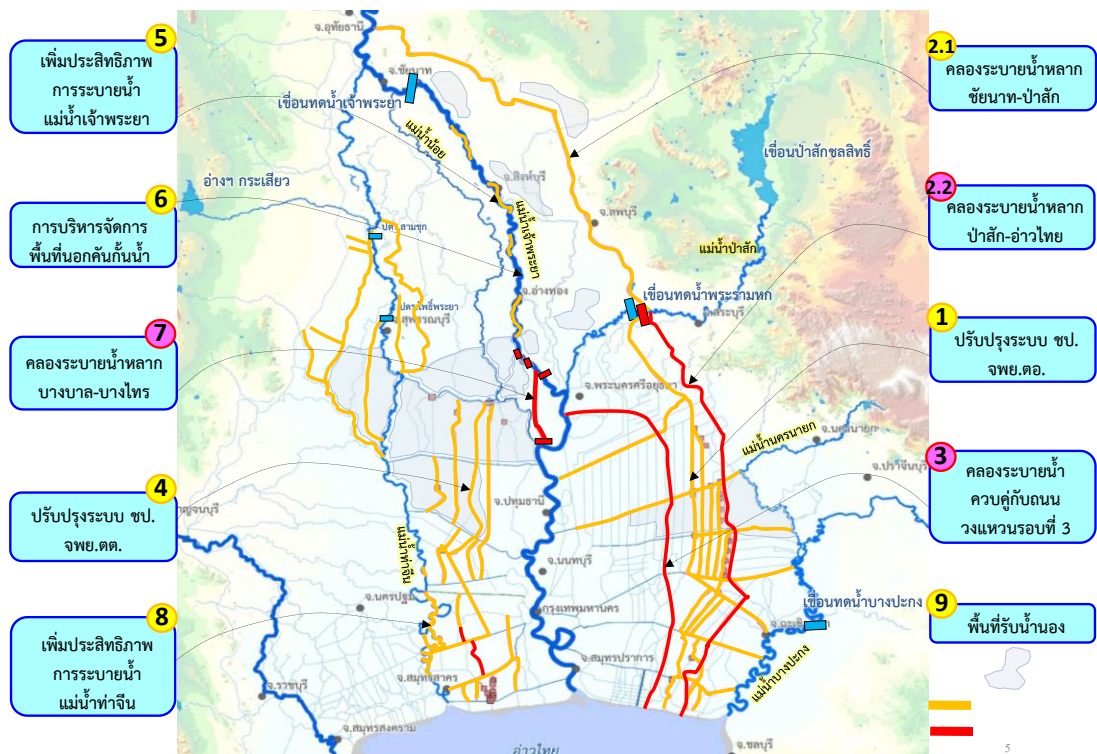 5
เพิ่มประสิทธิภาพ
การระบายน้ำ
แม่น้ำเจ้าพระยา
6
การบริหารจัดการ
พื้นที่นอกคันกั้นน้ำ
7
คลองระบายน้ำหลาก
บางบาล-บางไทร
4
ปรับปรุงระบบ ชป.
จพย.ตต.
8
เพิ่มประสิทธิภาพ
การระบายน้ำ
แม่น้ำท่าจีน
จ.อุทัยธานี
จ.ชัยนาท
เขื่อนทดน้ำเจ้าพระยา
แม่น้ำน้อย
จ.สิงห์บุรี
อ่างฯ กระเสียว
แม่น้ำเจ้าพระยา
จ.ลพบุรี
เขื่อนป่าสักชลสิทธิ์
แม่น้ำป่าสัก
จ.อ่างทอง
เขื่อนทดน้ำพระรามหก
จ.สระบุรี
ปตร.โพธิ์พระยา
จ.สุพรรณบุรี
จ.พระนครศรีอยุธยา
แม่น้ำนครนายก
จ.นครนายก
จ.ปราจีนบุรี
จ.ปทุมธานี
แม่น้ำท่าจีน
จ.นนทบุรี
จ.นครปฐม
กรุงเทพมหานคร
เขื่อนทดน้ำบางปะกง
จ.สมุทรปราการ
แม่น้ำบางปะกง
จ.ราชบุรี
จ.สมุทรสาคร
จ.สมุทรสงคราม
จ.ชลบุรี
อ่าวไทย
2.1
คลองระบายน้ำหลาก
ชัยนาท-ป่าสัก
2.2
คลองระบายน้ำหลาก
ป่าสัก-อ่าวไทย
1
ปรับปรุงระบบ ชป.
จพย.ตอ.
3
คลองระบายน้ำ
ควบคู่กับถนน
วงแหวนรอบที่ 3
9
พื้นที่รับน้ำนอง
5